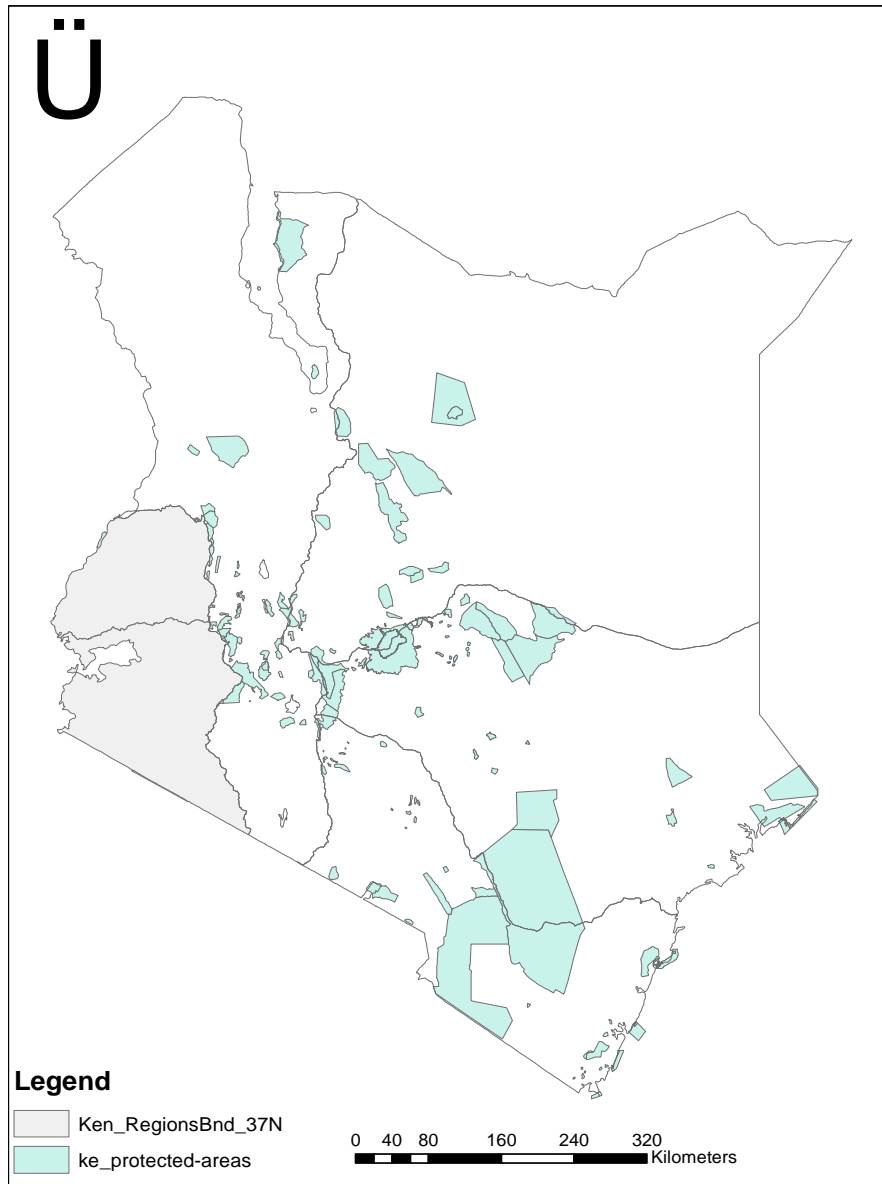 Ü
Legend
Ken_RegionsBnd_37N
ke_protected-areas
0 40 80 160 240 320
Kilometers